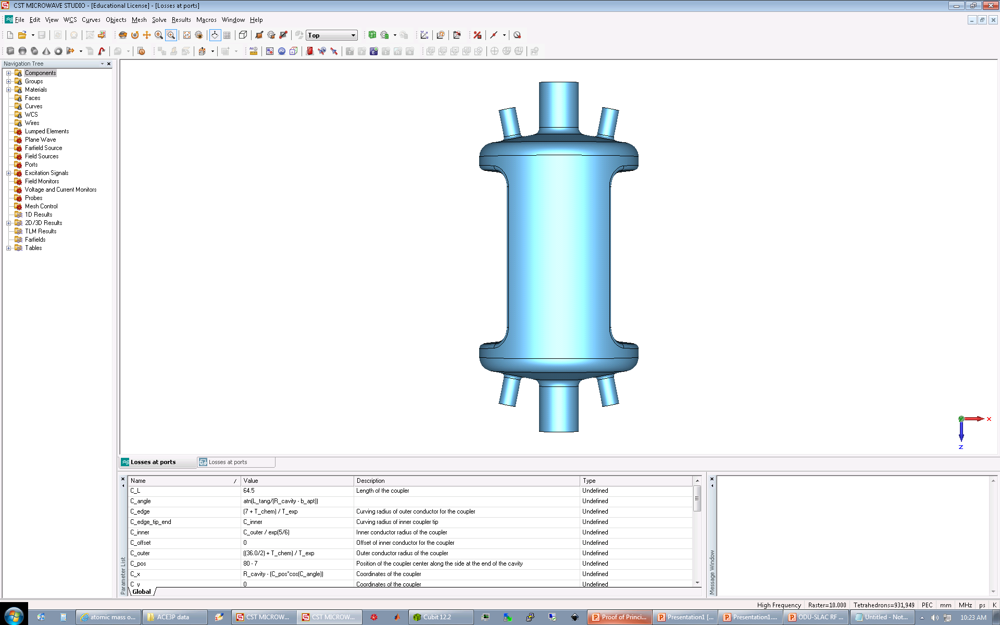 CST MICROWAVE STUDIO - [Educational License] - [Losses at ports]
File Edit View WCS Curves Objects Mesh Solve Results Macros Window Help
Top
Navigation Tree
Components
Groups
Materials
Faces
Curves
WCS
Wires
Lumped Elements
Plane Wave
Farfield Source
Field Sources
Ports
Excitation Signals
Field Monitors
Voltage and Current Monitors
Probes
Mesh Control
1D Results
2D/3D Results
TLM Results
Farfields
Tables
x
y
z
Losses at ports Losses at ports
Parameter List
Name / Value Description Type
C_L 64.5 Length of the coupler Undefined
C_angle atn(L_tang/(R_cavity - b_apt)) Undefined
C_edge (7 + T_chem) / T_exp Curving radius of outer conductor for the coupler Undefined
C_edge_tip_end C_inner Curving radius of inner coupler tip Undefined
C_inner C_outer / exp(5/6) Inner conductor radius of the coupler Undefined
C_offset 0 Offset of inner conductor for the coupler Undefined
C_outer ((36.0/2) + T_chem) / T_exp Outer conductor radius of the coupler Undefined
C_pos 80 - 7 Position of the coupler center along the side at the end of the cavity Undefined
C_x R_cavity - (C_pos*cos(C_angle)) Coordinates of the coupler Undefined
C_y 0 Coordinates of the coupler Undefined
Global
Message Window
High Frequency Raster=10.000 Tetrahedrons=931,949 PEC mm MHz ps K
atomic mass o... ACE3P data CST MICROW... CST MICROW... Cubit 12.2 Proof of Princi... Presentation1 [... Presentation1.... ODU-SLAC RF ... Untitled - Not... 10:23 AM